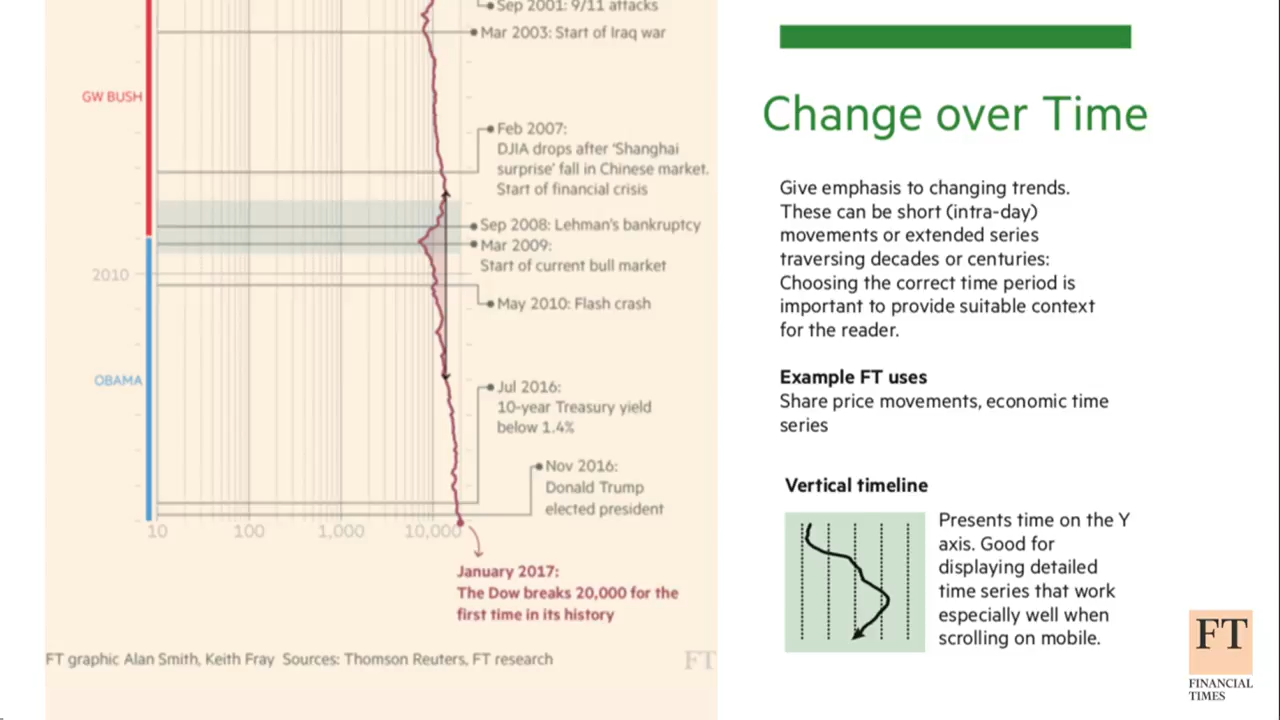 Sep 2001: 9/11 attacks
Mar 2003: Start of Iraq war
GW BUSH
Feb 2007:
DJIA drops after 'Shanghai
surprise' fall in Chinese market.
Start of financial crisis
Sep 2008: Lehman's bankruptcy
Mar 2009:
Start of current bull market
2010
May 2010: Flash crash
OBAMA
Jul 2016:
10-year Treasury yield
below 1.4%
Nov 2016:
Donald Trump
elected president
10 100 1,000 10,000
January 2017:
The Dow breaks 20,000 for the
first time in its history
FT graphic Alan Smith, Keith Fray Sources: Thomson Reuters, FT research
FT
Change over Time
Give emphasis to changing trends.
These can be short (intra-day)
movements or extended series
traversing decades or centuries:
Choosing the correct time period is
important to provide suitable context
for the reader.
Example FT uses
Share price movements, economic time
series
Vertical timeline
Presents time on the Y
axis. Good for
displaying detailed
time series that work
especially well when
scrolling on mobile.
FT
FINANCIAL
TIMES